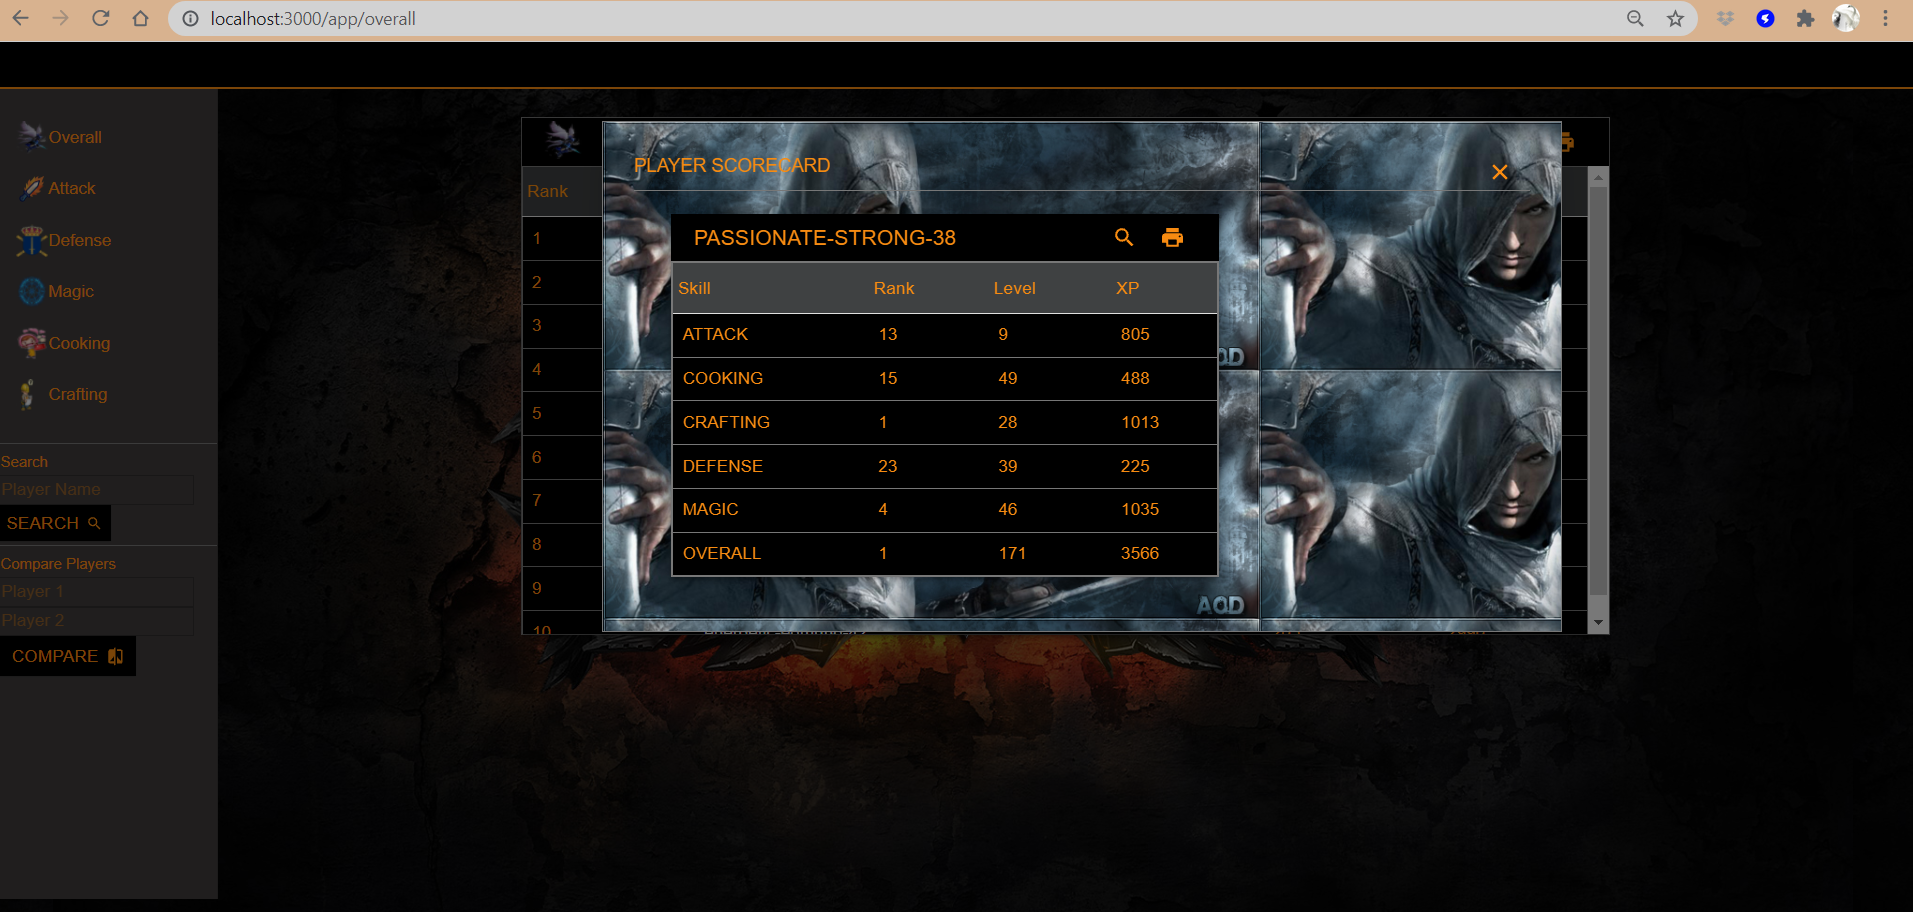 localhost:3000/app/overall
Overall
Attack
Defense
Magic
Cooking
Crafting
Search
Player Name
SEARCH
Compare Players
Player 1
Player 2
COMPARE
Rank
1
2
3
4
5
6
7
8
9
10
PLAYER SCORECARD
PASSIONATE-STRONG-38
Skill Rank Level XP
ATTACK 13 9 805
COOKING 15 49 488
CRAFTING 1 28 1013
DEFENSE 23 39 225
MAGIC 4 46 1035
OVERALL 1 171 3566
AOD